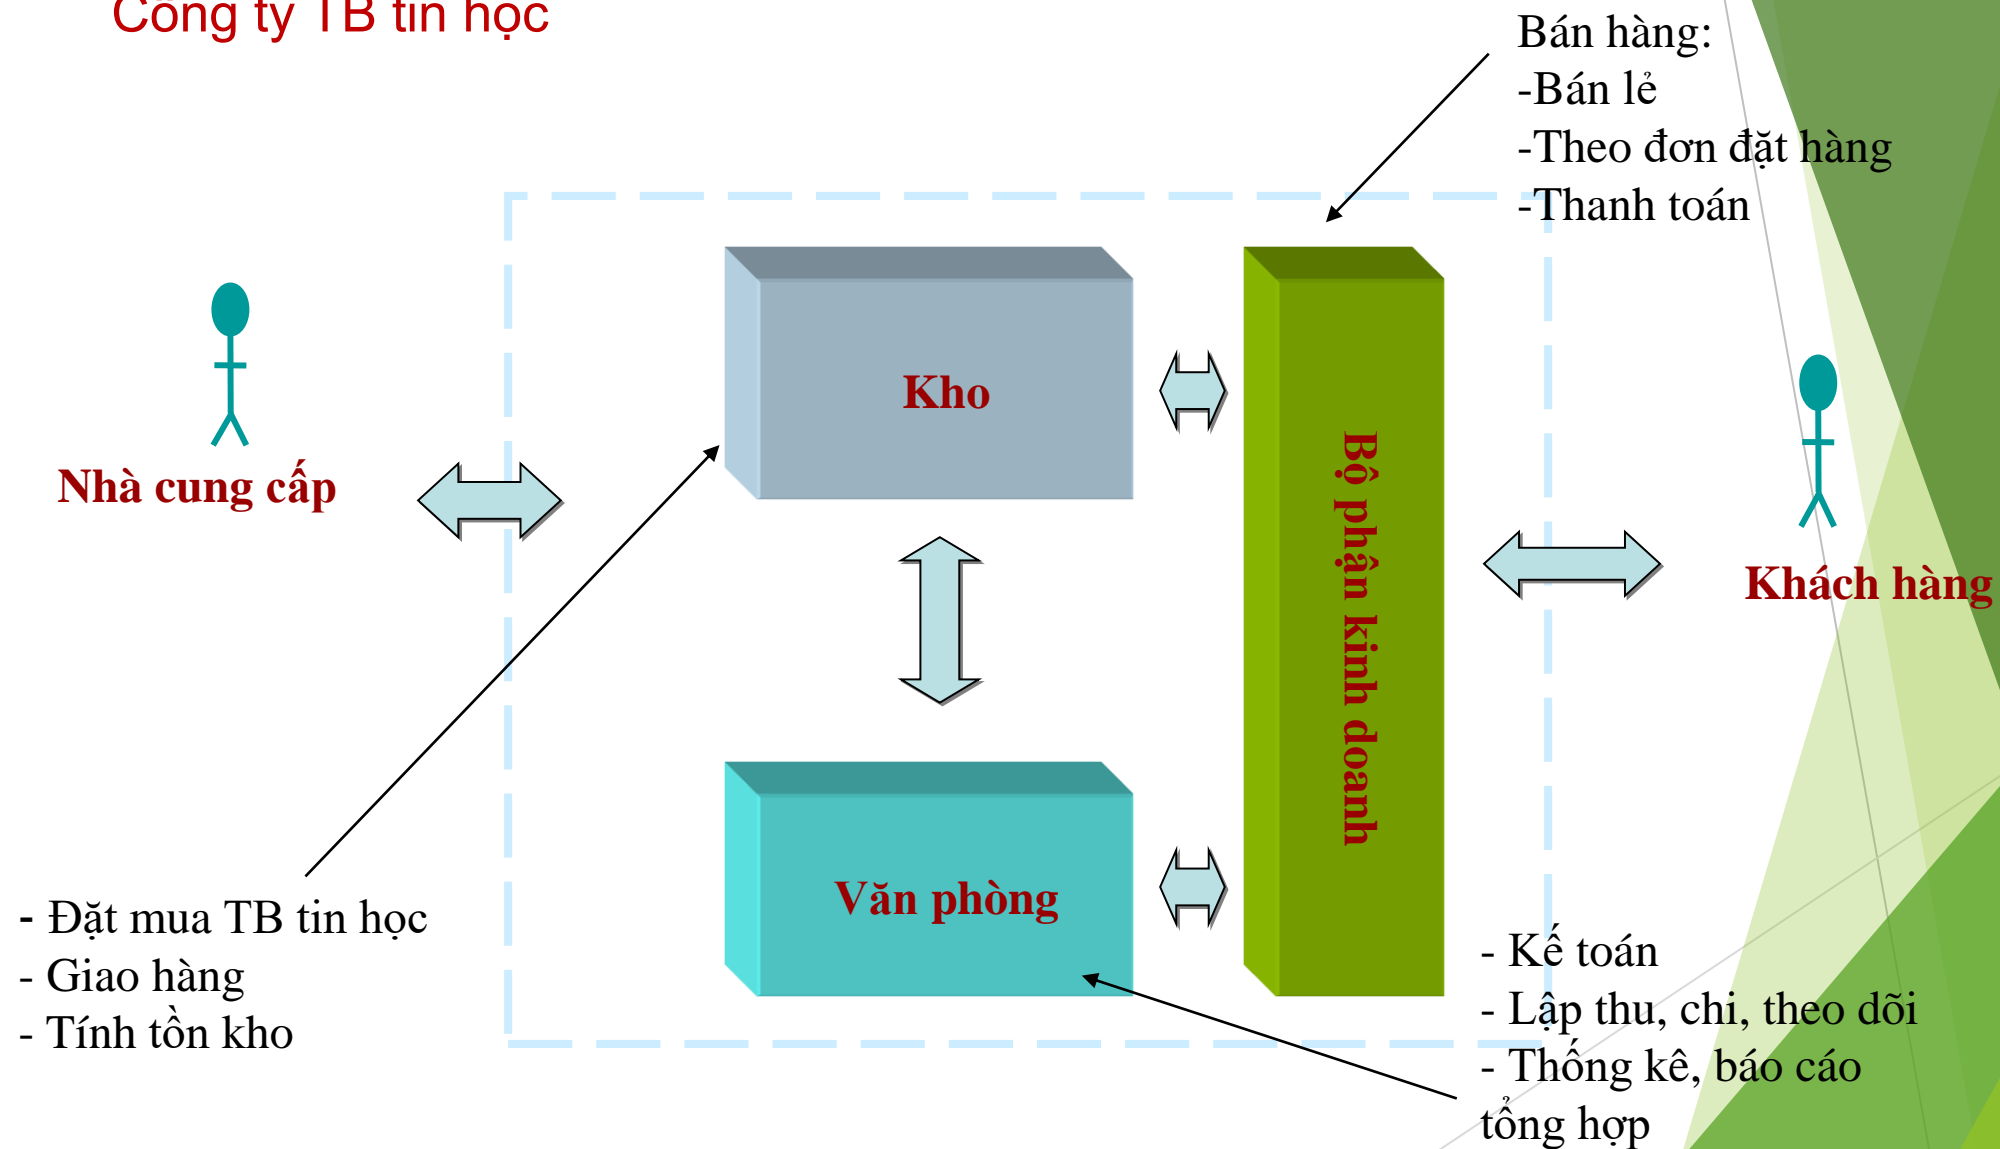 Công ty TB tin học
Bán hàng:
-Bán lẻ
-Theo đơn đặt hàng
-Thanh toán
Kho
Nhà cung cấp
Bộ phận kinh doanh
Khách hàng
Văn phòng
- Đặt mua TB tin học
- Giao hàng
- Tính tồn kho
- Kế toán
- Lập thu, chi, theo dõi
- Thống kê, báo cáo
tổng hợp